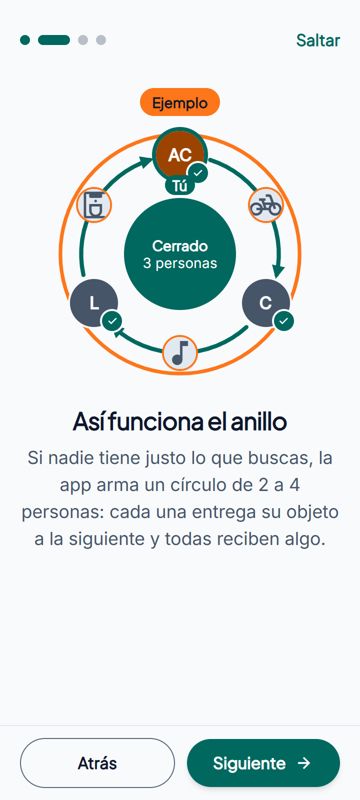 Saltar
Ejemplo
AC
Tú
Cerrado
3 personas
L
C
Así funciona el anillo
Si nadie tiene justo lo que buscas, la
app arma un círculo de 2 a 4
personas: cada una entrega su objeto
a la siguiente y todas reciben algo.
Atrás
Siguiente